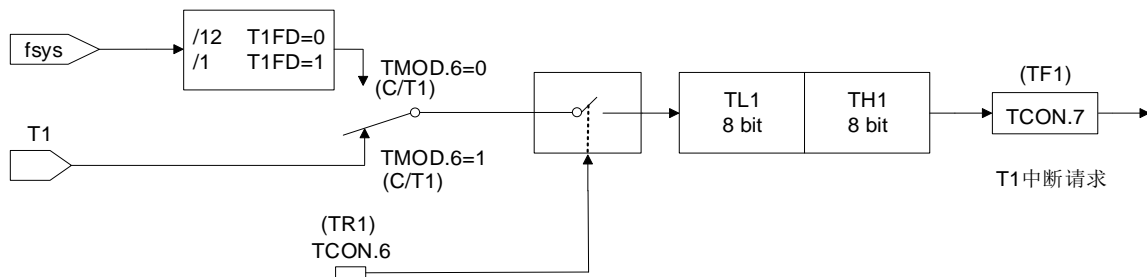 fsys
/12 T1FD=0
/1 T1FD=1
TMOD.6=0
(C/T1)
T1
TMOD.6=1
(C/T1)
(TR1)
TCON.6
TL1
8 bit
TH1
8 bit
(TF1)
TCON.7
T1中断请求